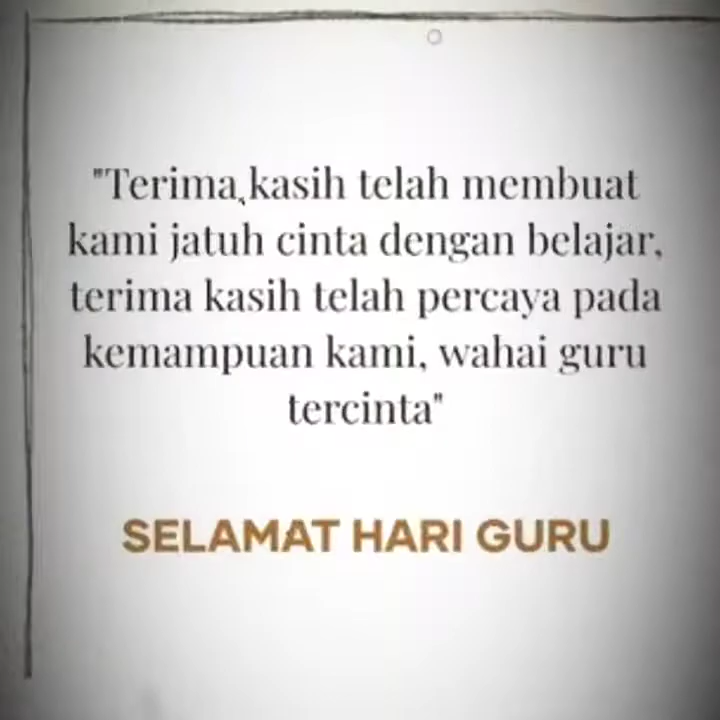 "Terima kasih telah membuat
kami jatuh cinta dengan belajar,
terima kasih telah percaya pada
kemampuan kami, wahai guru
tercinta"
SELAMAT HARI GURU